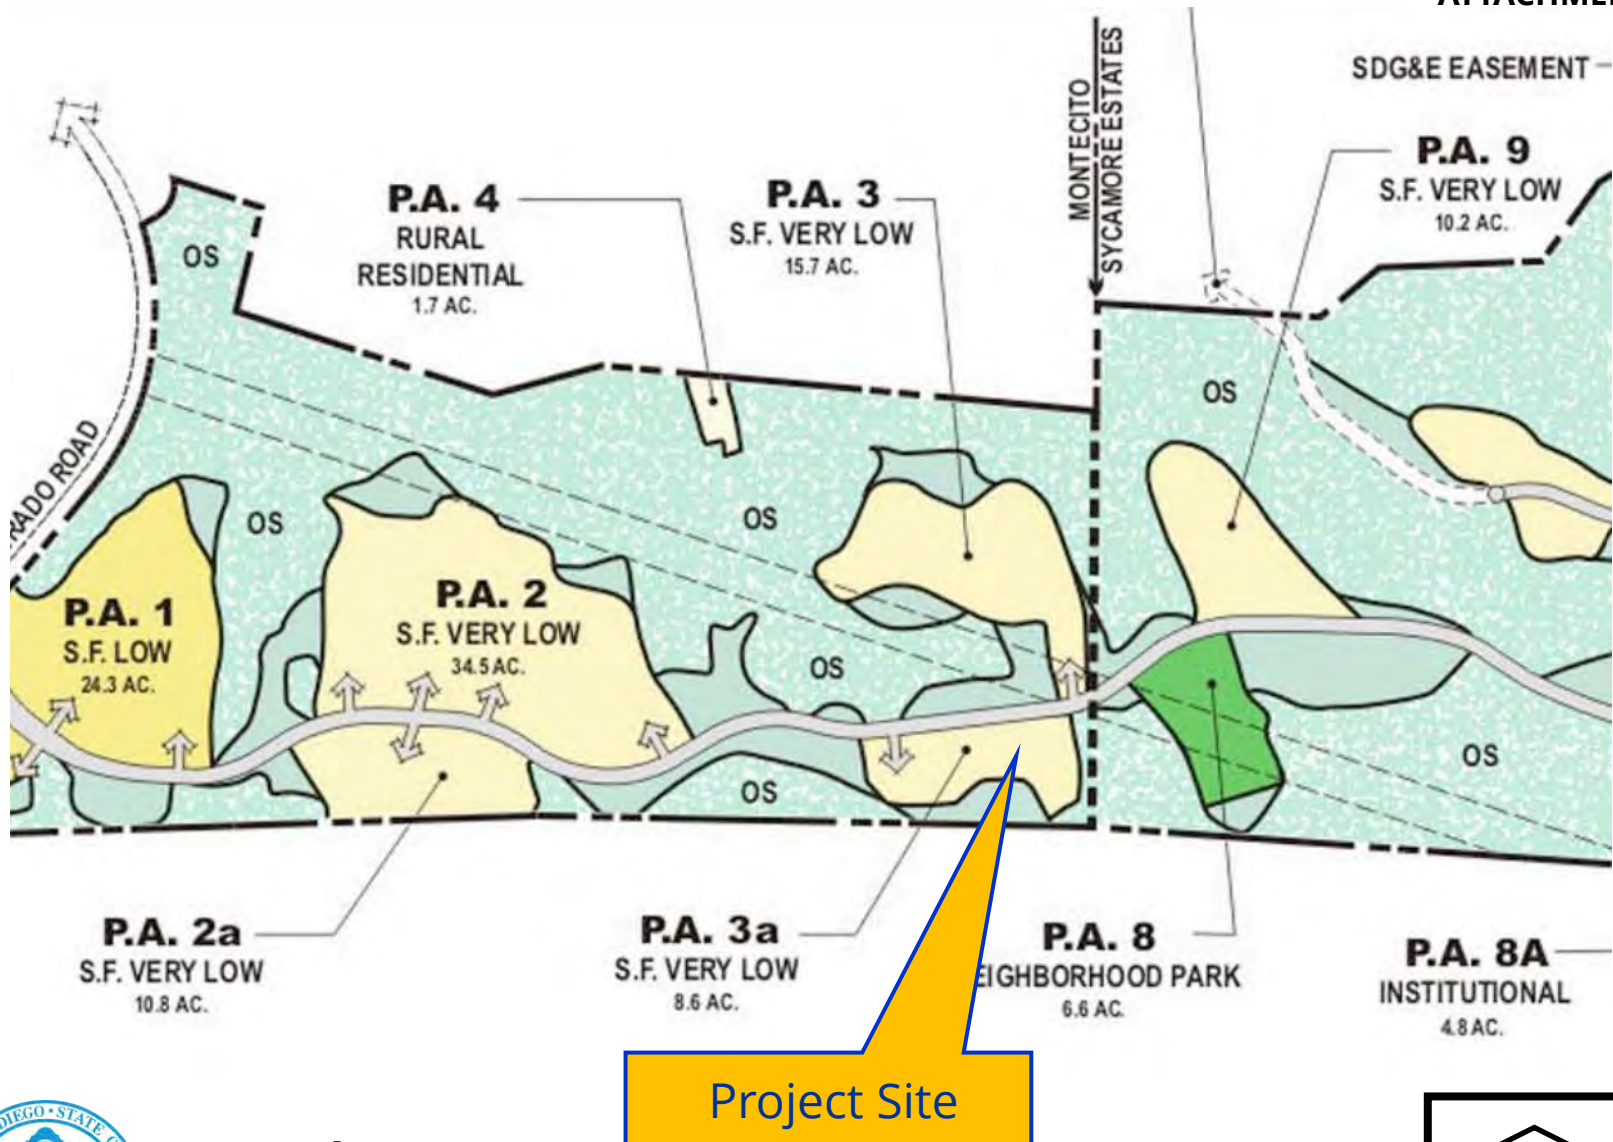 SDG&E EASEMENT
MONTECITO
SYCAMORE ESTATES
P.A. 9
S.F. VERY LOW
10.2 AC.
P.A. 4
RURAL
RESIDENTIAL
1.7 AC.
P.A. 3
S.F. VERY LOW
15.7 AC.
OS
OS
OS
OS
P.A. 1
S.F. LOW
24.3 AC.
P.A. 2
S.F. VERY LOW
34.5 AC.
OS
OS
OS
P.A. 2a
S.F. VERY LOW
10.8 AC.
P.A. 3a
S.F. VERY LOW
8.6 AC.
P.A. 8
EIGHBORHOOD PARK
6.6 AC.
P.A. 8A
INSTITUTIONAL
4.8 AC.
RADO ROAD
Project Site
DIEGO • STATE